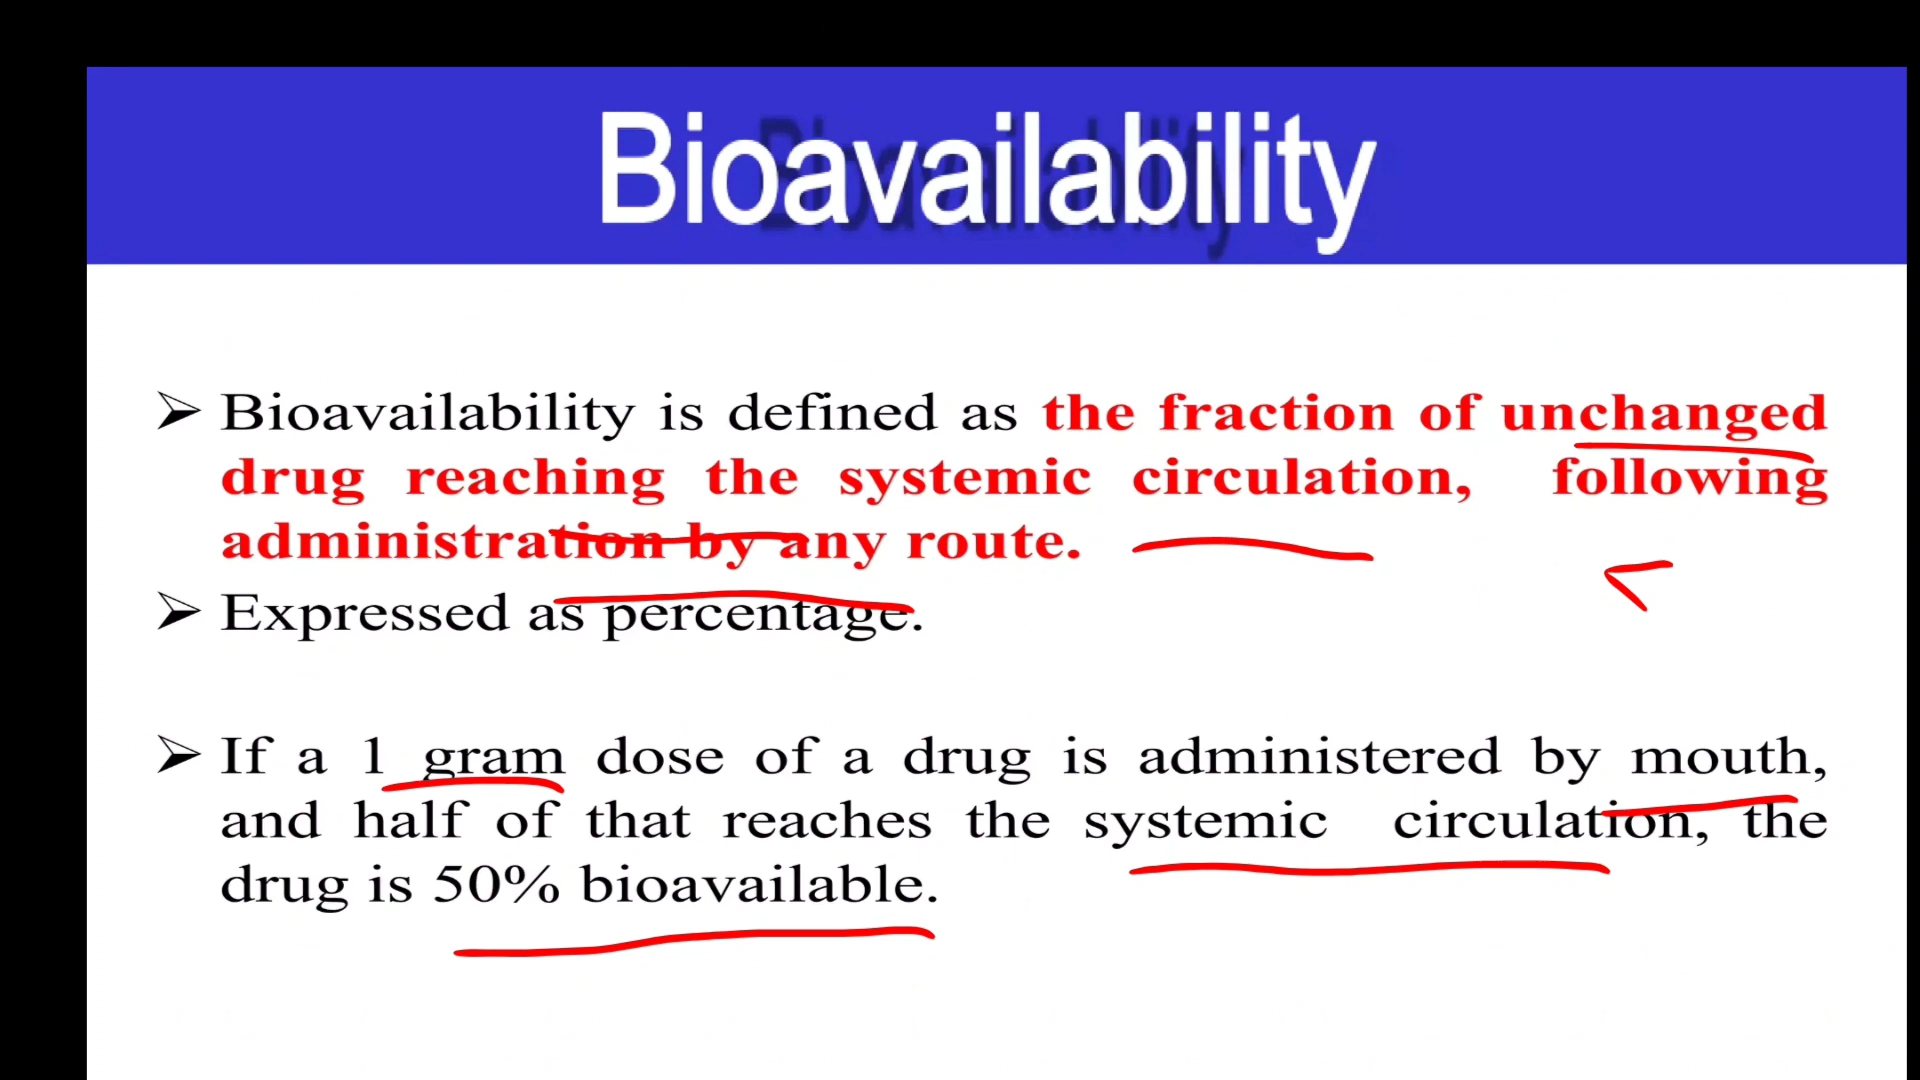 Bioavailability
➢ Bioavailability is defined as the fraction of unchanged
drug reaching the systemic circulation, following
administration by any route.
➢ Expressed as percentage.
➢ If a 1 gram dose of a drug is administered by mouth,
and half of that reaches the systemic circulation, the
drug is 50% bioavailable.